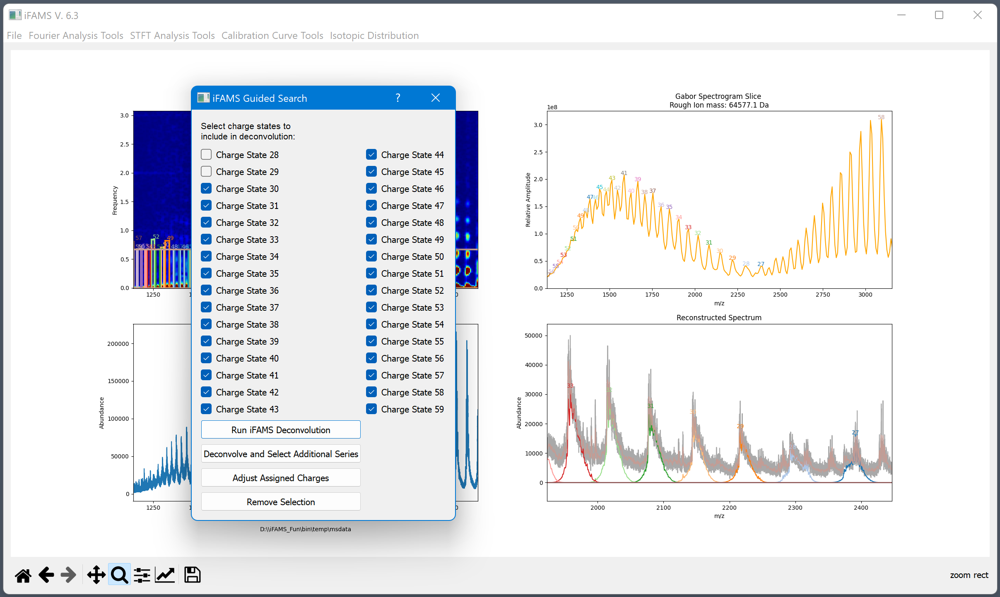 iFAMS V. 6.3
File Fourier Analysis Tools STFT Analysis Tools Calibration Curve Tools Isotopic Distribution
iFAMS Guided Search ?
Select charge states to
include in deconvolution:
Charge State 28
Charge State 29
Charge State 30
Charge State 31
Charge State 32
Charge State 33
Charge State 34
Charge State 35
Charge State 36
Charge State 37
Charge State 38
Charge State 39
Charge State 40
Charge State 41
Charge State 42
Charge State 43
Charge State 44
Charge State 45
Charge State 46
Charge State 47
Charge State 48
Charge State 49
Charge State 50
Charge State 51
Charge State 52
Charge State 53
Charge State 54
Charge State 55
Charge State 56
Charge State 57
Charge State 58
Charge State 59
Run iFAMS Deconvolution
Deconvolve and Select Additional Series
Adjust Assigned Charges
Remove Selection
Frequency
3.0
2.5
2.0
1.5
1.0
0.5
0.0
57
52
49
50
48
46
1250
Abundance
200000
150000
100000
50000
0
1250
D:\\iFAMS_Fun\bin\temp\msdata
Gabor Spectrogram Slice
Rough Ion mass: 64577.1 Da
1e8
Relative Amplitude
3.0
2.5
2.0
1.5
1.0
0.5
0.0
56
55
54
53
52
51
50
49
48
47
46
45
44
43
42
41
40
39
38
37
36
35
34
33
32
31
30
29
28
27
58
1250 1500 1750 2000 2250 2500 2750 3000
m/z
Reconstructed Spectrum
Abundance
50000
40000
30000
20000
10000
0
33
32
31
30
29
28
27
2000 2100 2200 2300 2400
m/z
zoom rect